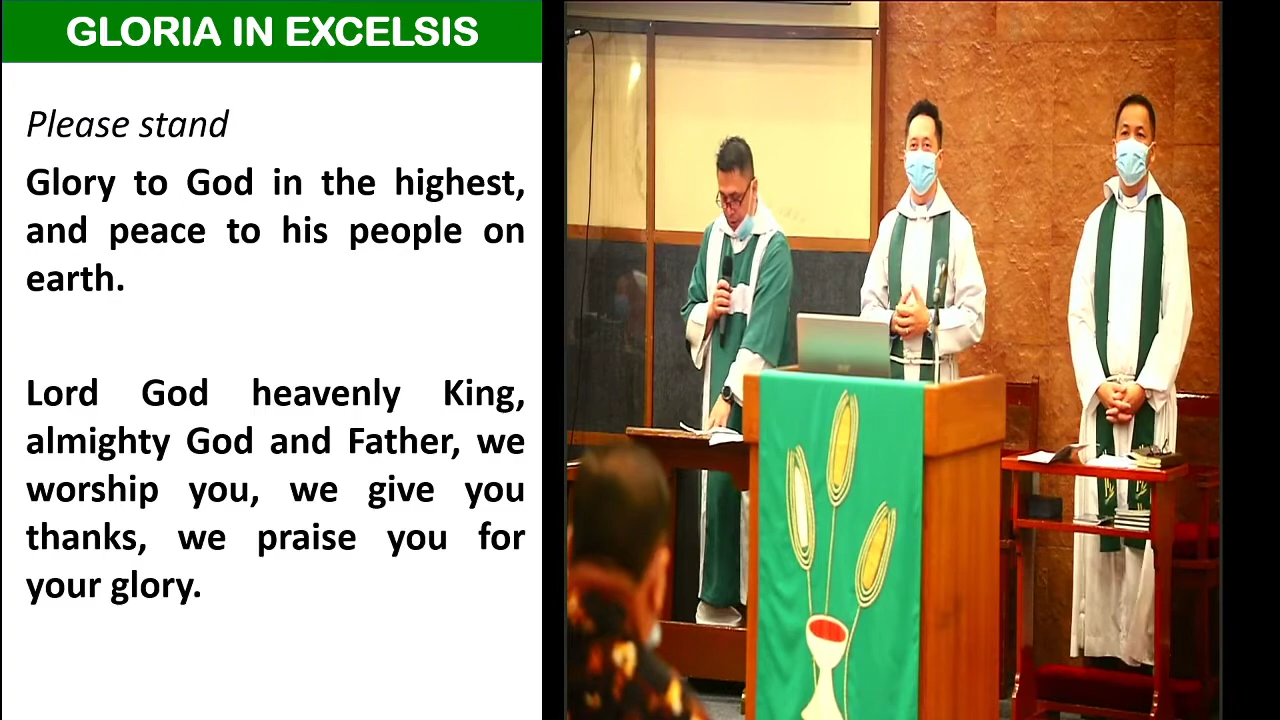 GLORIA IN EXCELSIS
Please stand
Glory to God in the highest,
and peace to his people on
earth.
Lord God heavenly King,
almighty God and Father, we
worship you, we give you
thanks, we praise you for
your glory.